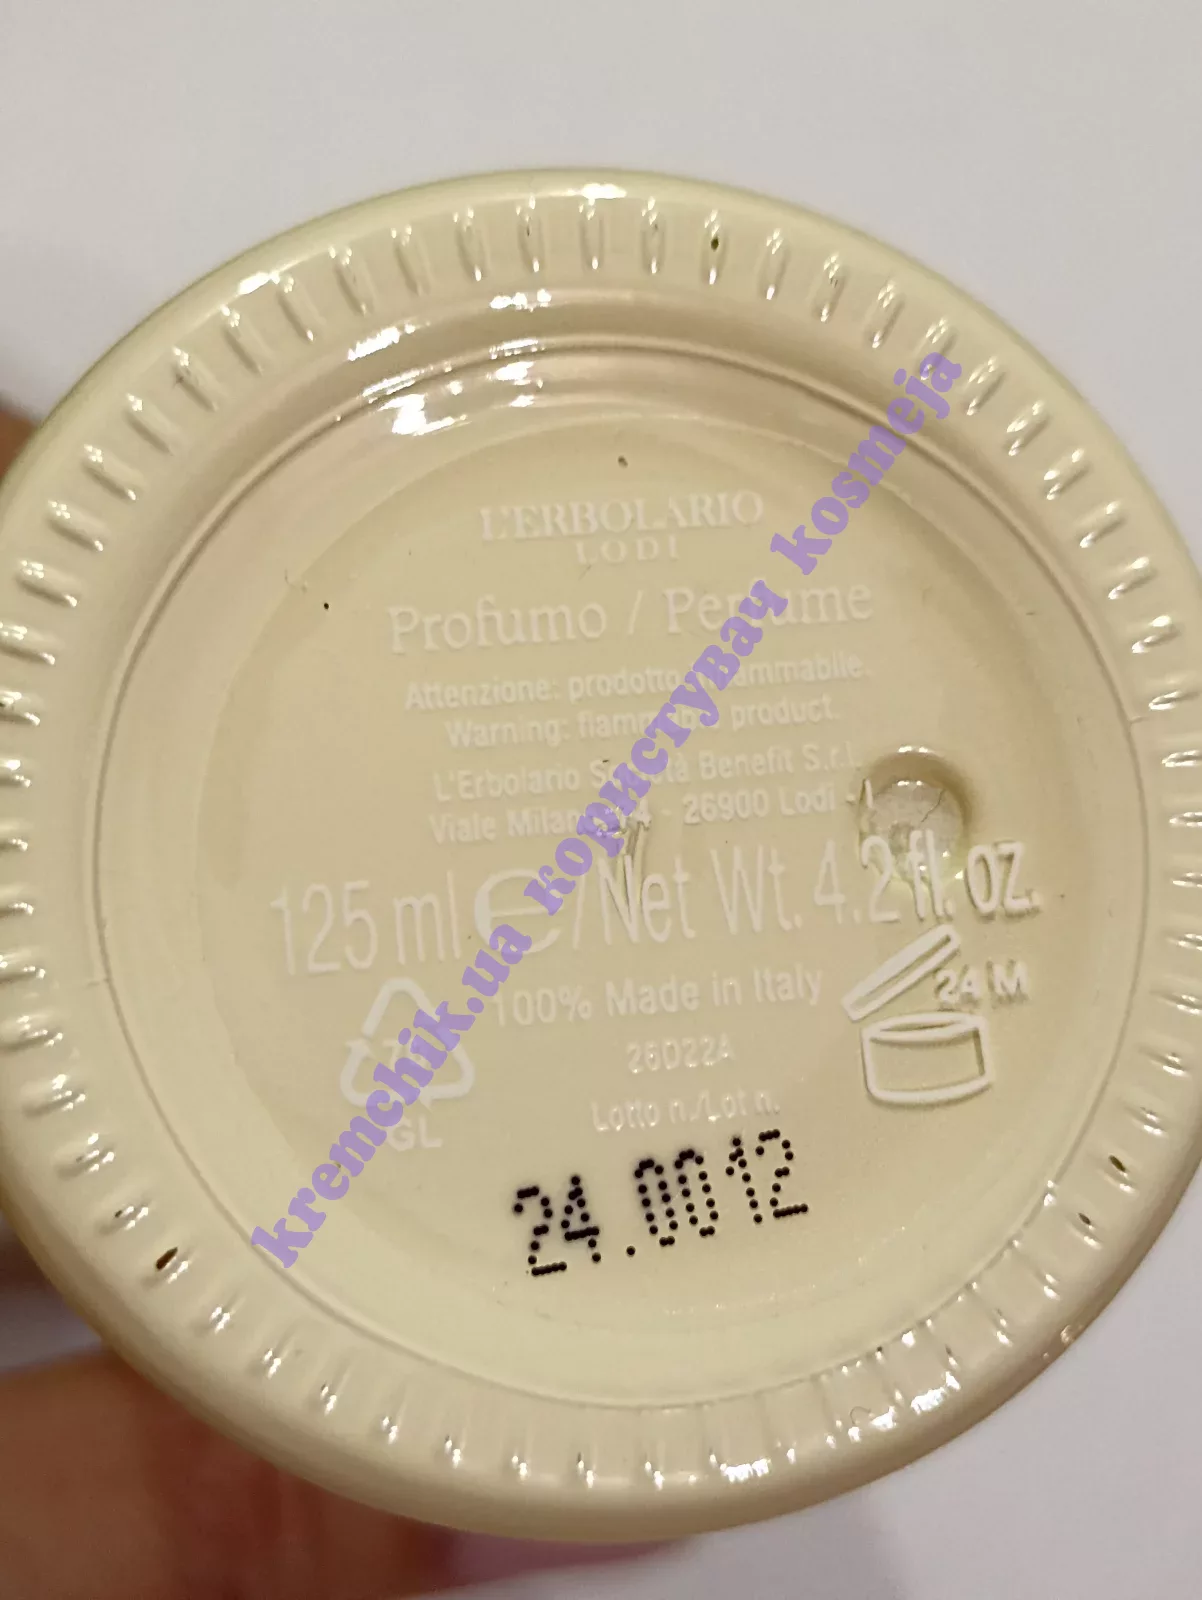 L'ERBOLARIO
LODI
Profumo / Perfume
Attenzione: prodotto infiammabile.
Warning: flammable product.
L'Erbolario Società Benefit S.r.l.
Viale Milano 74 - 26900 Lodi - I
125 ml e/Net Wt. 4.2 fl. oz.
24 M
100% Made in Italy
26D22A
GL
Lotto n./Lot n.
24.0012
kremchik.ua користувач kosmeja